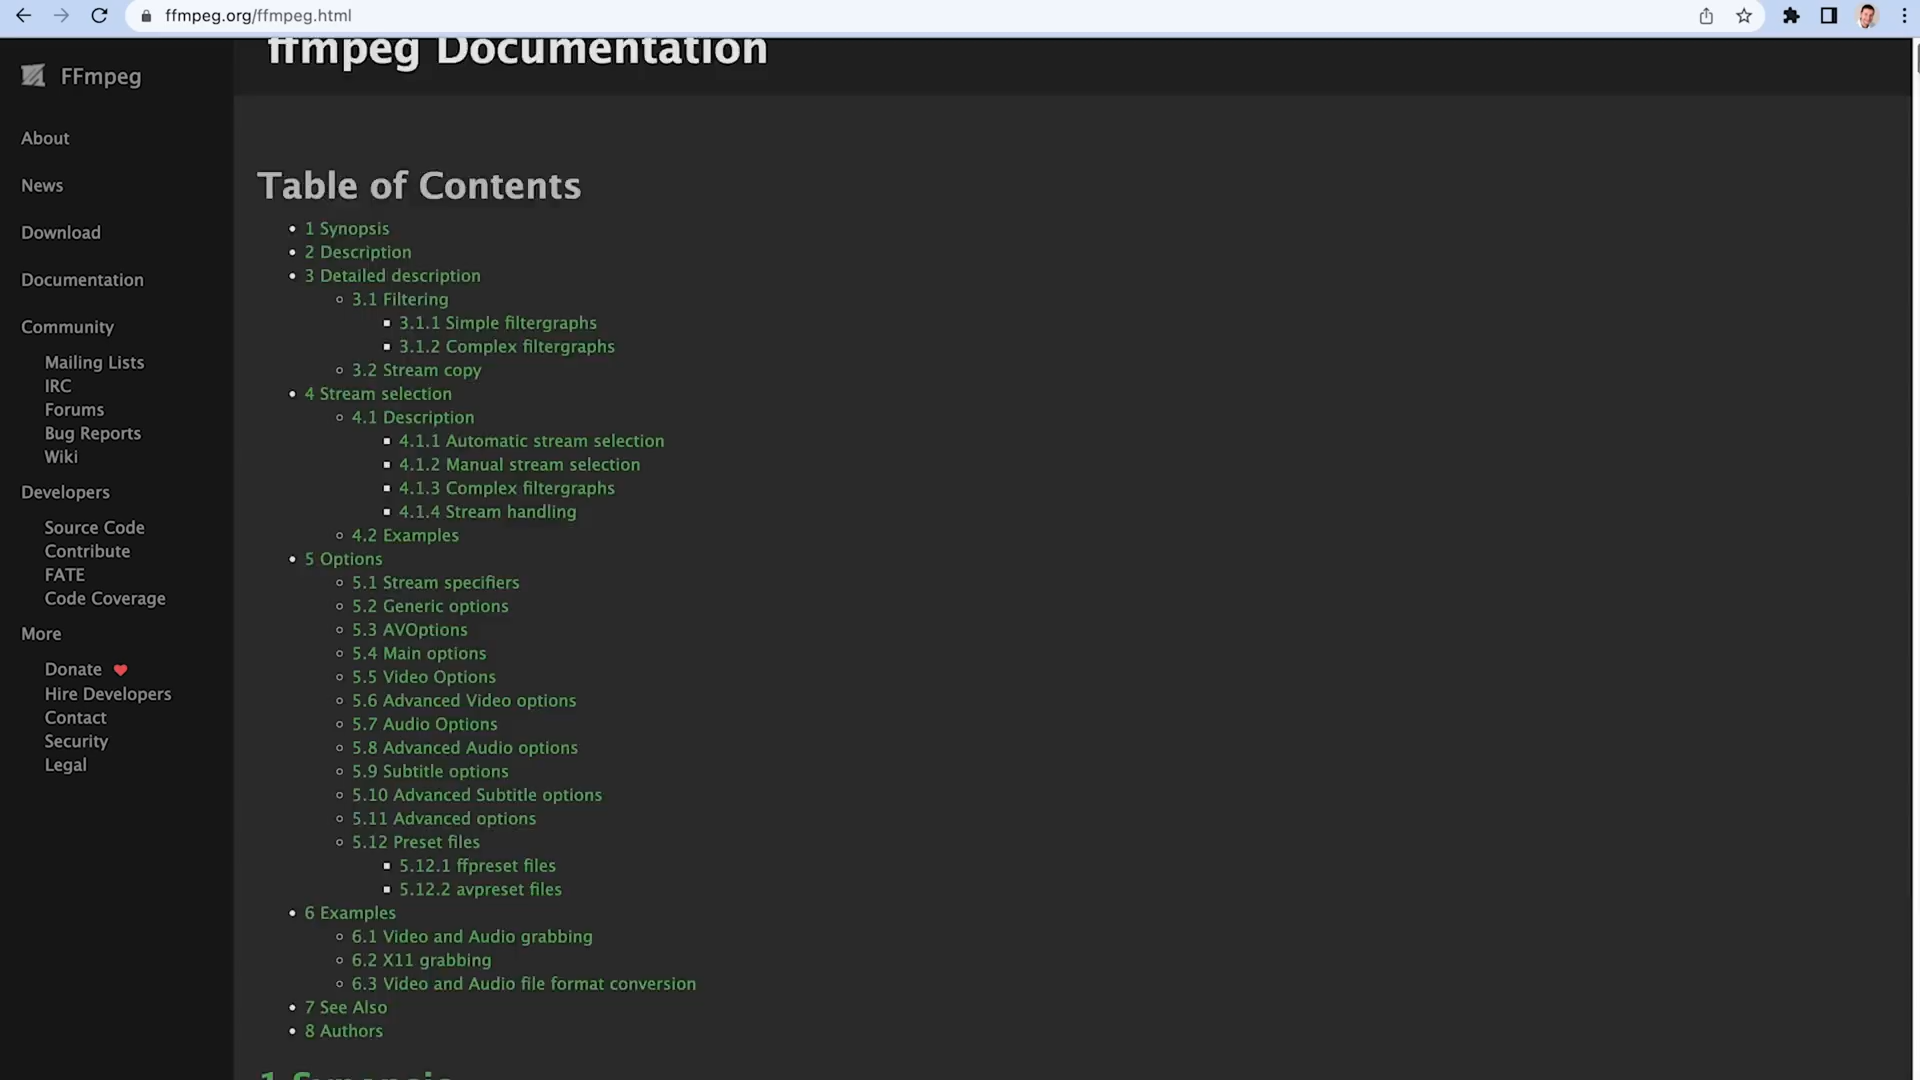 ffmpeg.org/ffmpeg.html
ffmpeg Documentation
FFmpeg
About
News
Download
Documentation
Community
Mailing Lists
IRC
Forums
Bug Reports
Wiki
Developers
Source Code
Contribute
FATE
Code Coverage
More
Donate
Hire Developers
Contact
Security
Legal
Table of Contents
1 Synopsis
2 Description
3 Detailed description
3.1 Filtering
3.1.1 Simple filtergraphs
3.1.2 Complex filtergraphs
3.2 Stream copy
4 Stream selection
4.1 Description
4.1.1 Automatic stream selection
4.1.2 Manual stream selection
4.1.3 Complex filtergraphs
4.1.4 Stream handling
4.2 Examples
5 Options
5.1 Stream specifiers
5.2 Generic options
5.3 AVOptions
5.4 Main options
5.5 Video Options
5.6 Advanced Video options
5.7 Audio Options
5.8 Advanced Audio options
5.9 Subtitle options
5.10 Advanced Subtitle options
5.11 Advanced options
5.12 Preset files
5.12.1 ffpreset files
5.12.2 avpreset files
6 Examples
6.1 Video and Audio grabbing
6.2 X11 grabbing
6.3 Video and Audio file format conversion
7 See Also
8 Authors
1 Synopsis